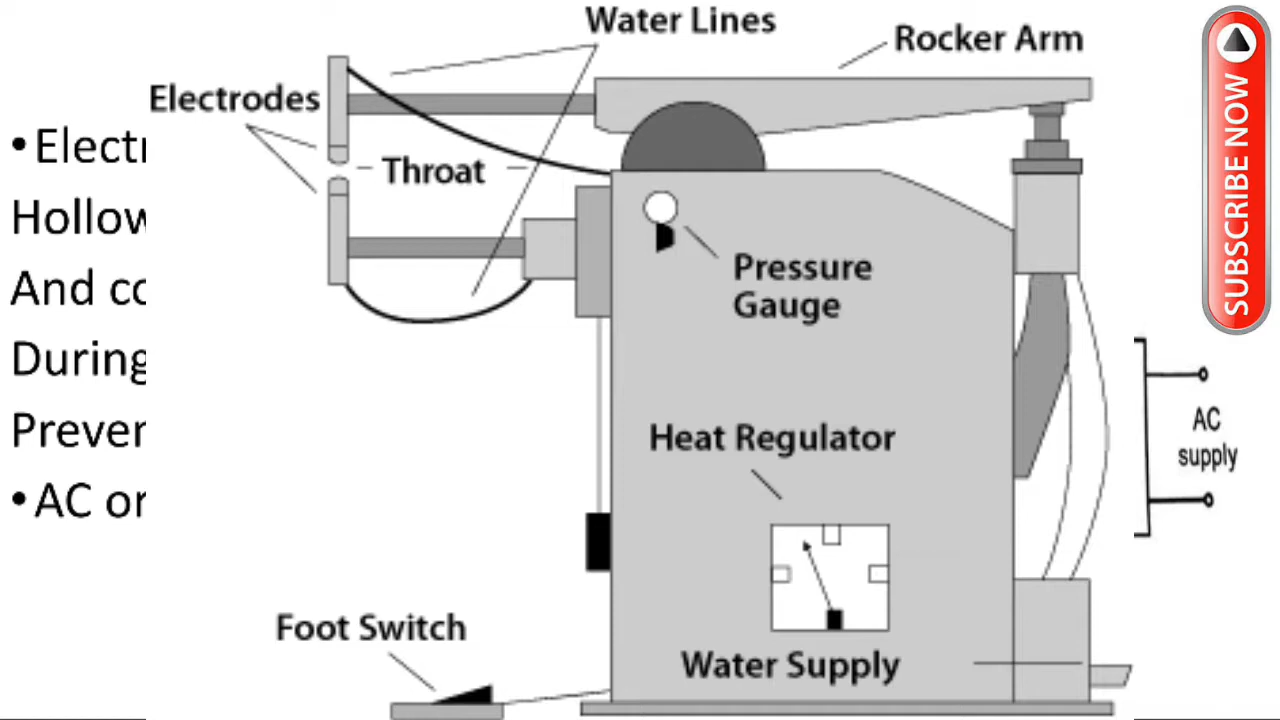 Water Lines
Rocker Arm
Electrodes
Throat
Pressure
Gauge
Heat Regulator
Foot Switch
Water Supply
AC
supply
SUBSCRIBE NOW
•Electr
Hollow
And co
During
Preven
•AC or